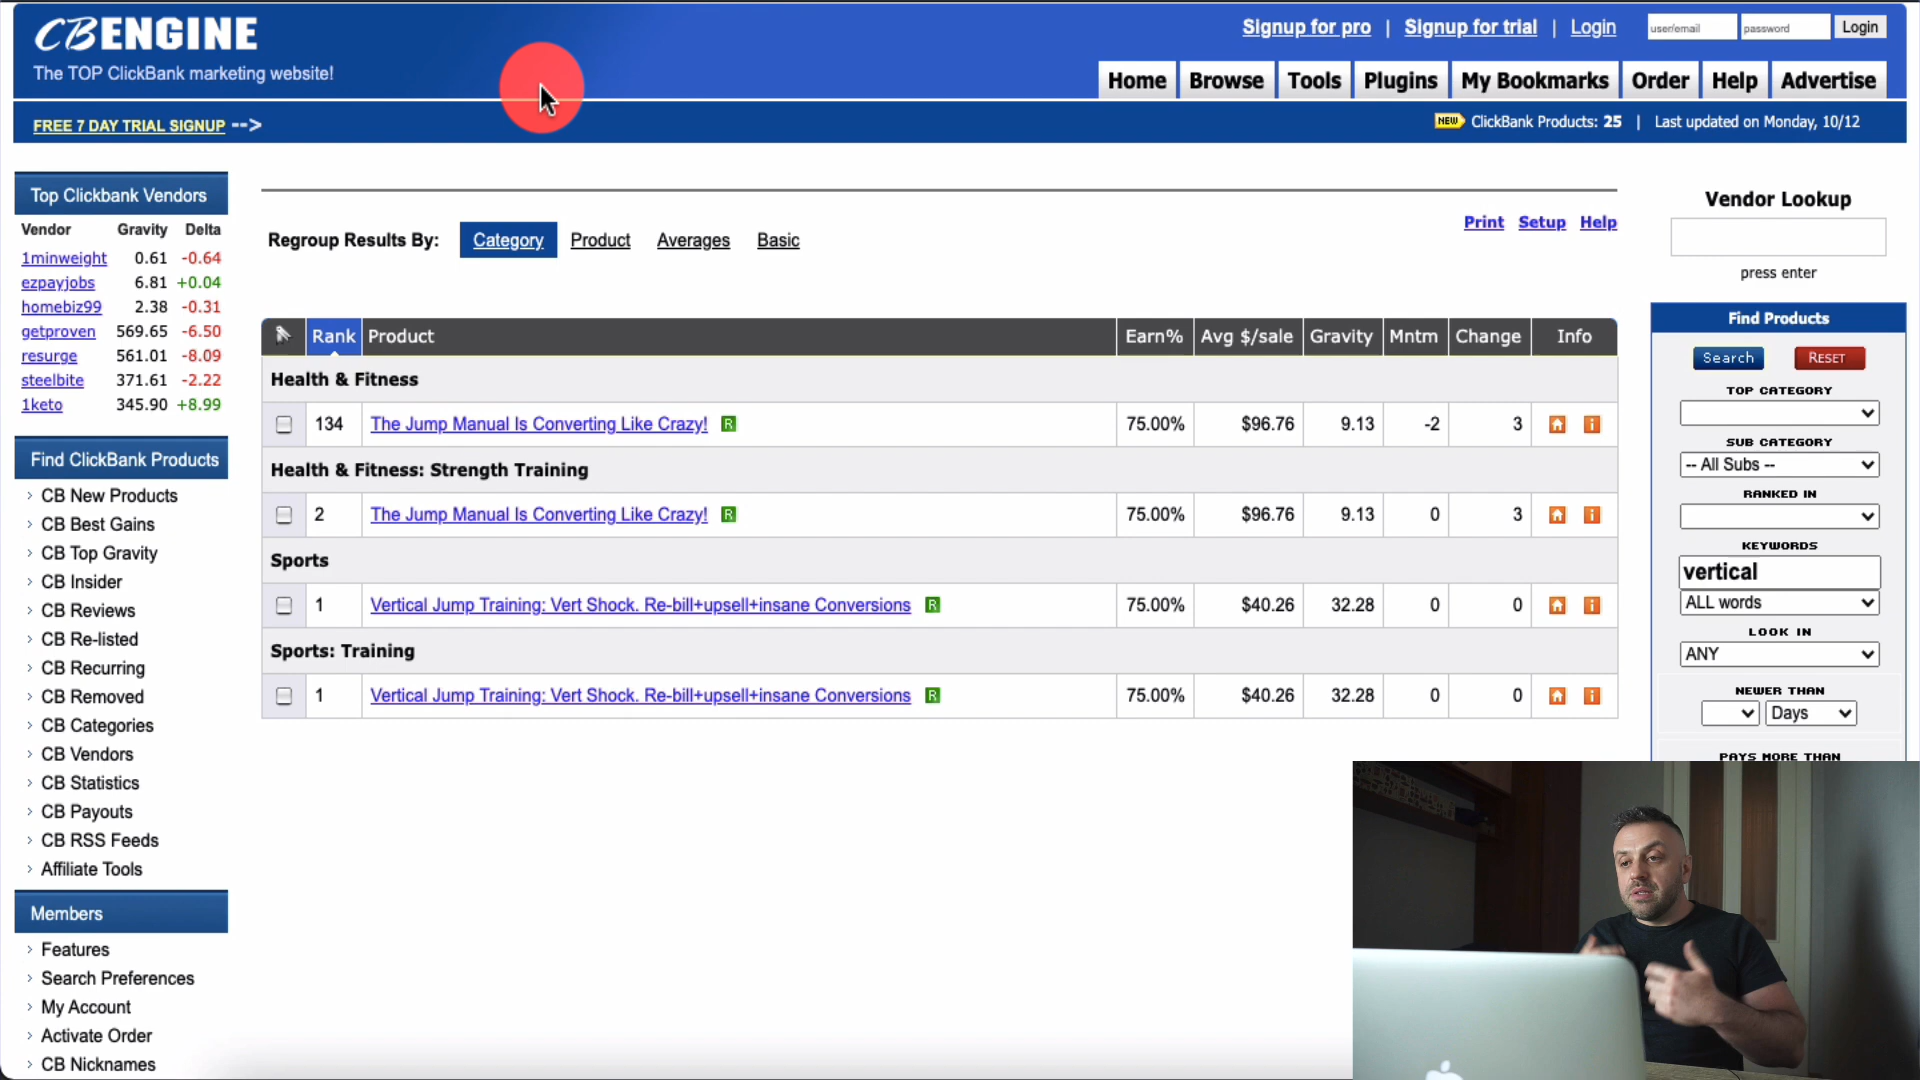 CBENGINE
The TOP ClickBank marketing website!
Signup for pro | Signup for trial | Login
user/email password Login
Home Browse Tools Plugins My Bookmarks Order Help Advertise
FREE 7 DAY TRIAL SIGNUP -->
NEW ClickBank Products: 25 | Last updated on Monday, 10/12
Top Clickbank Vendors
Vendor Gravity Delta
1minweight 0.61 -0.64
ezpayjobs 6.81 +0.04
homebiz99 2.38 -0.31
getproven 569.65 -6.50
resurge 561.01 -8.09
steelbite 371.61 -2.22
1keto 345.90 +8.99
Find ClickBank Products
› CB New Products
› CB Best Gains
› CB Top Gravity
› CB Insider
› CB Reviews
› CB Re-listed
› CB Recurring
› CB Removed
› CB Categories
› CB Vendors
› CB Statistics
› CB Payouts
› CB RSS Feeds
› Affiliate Tools
Members
› Features
› Search Preferences
› My Account
› Activate Order
› CB Nicknames
Regroup Results By: Category Product Averages Basic
Print Setup Help
Rank Product Earn% Avg $/sale Gravity Mntm Change Info
Health & Fitness
134 The Jump Manual Is Converting Like Crazy! R 75.00% $96.76 9.13 -2 3 i
Health & Fitness: Strength Training
2 The Jump Manual Is Converting Like Crazy! R 75.00% $96.76 9.13 0 3 i
Sports
1 Vertical Jump Training: Vert Shock. Re-bill+upsell+insane Conversions R 75.00% $40.26 32.28 0 0 i
Sports: Training
1 Vertical Jump Training: Vert Shock. Re-bill+upsell+insane Conversions R 75.00% $40.26 32.28 0 0 i
Vendor Lookup
press enter
Find Products
Search RESET
TOP CATEGORY
SUB CATEGORY
-- All Subs --
RANKED IN
KEYWORDS
vertical
ALL words
LOOK IN
ANY
NEWER THAN
Days
PAYS MORE THAN